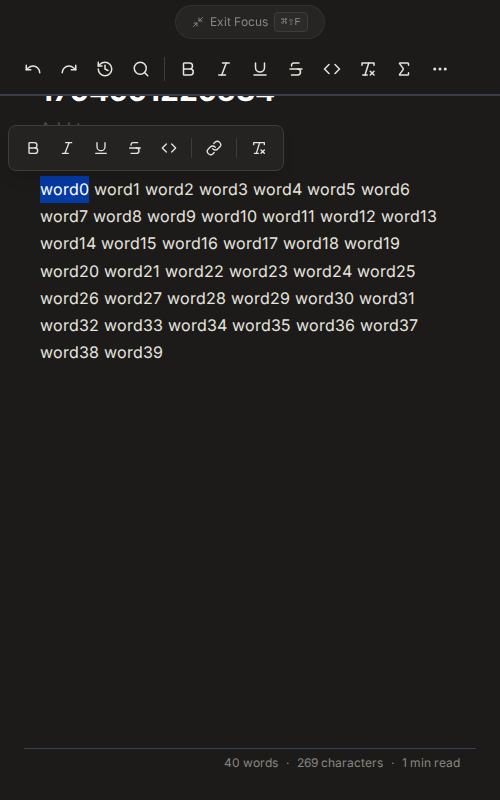 Exit Focus ⌘⇧F
word0 word1 word2 word3 word4 word5 word6
word7 word8 word9 word10 word11 word12 word13
word14 word15 word16 word17 word18 word19
word20 word21 word22 word23 word24 word25
word26 word27 word28 word29 word30 word31
word32 word33 word34 word35 word36 word37
word38 word39
40 words · 269 characters · 1 min read